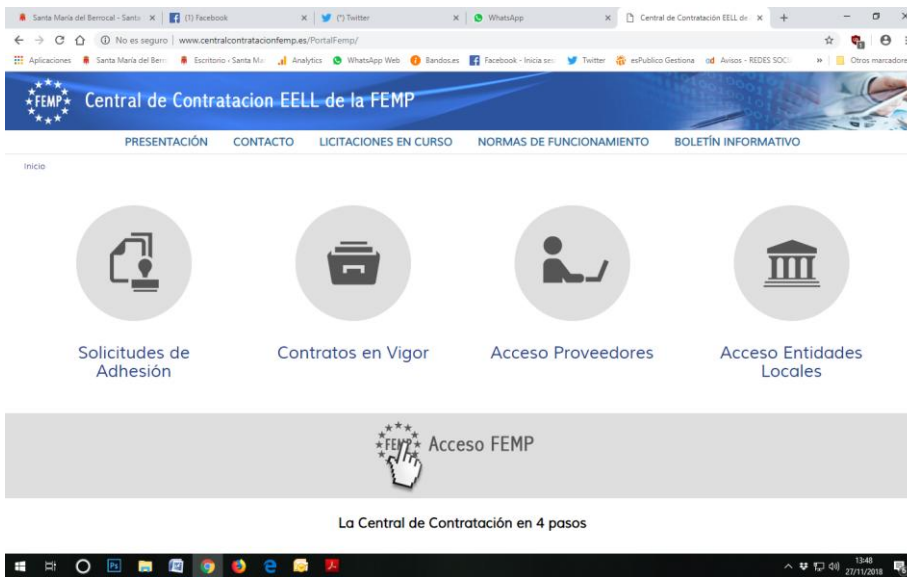 Santa María del Berrocal - Santa
(1) Facebook
(*) Twitter
WhatsApp
Central de Contratación EELL de
No es seguro | www.centralcontratacionfemp.es/PortalFemp/
Aplicaciones
Santa María del Berr
Escritorio - Santa Ma
Analytics
WhatsApp Web
Bandos.es
Facebook - Inicia ses
Twitter
esPublico Gestiona
Avisos - REDES SOCI
»
Otros marcadore
FEMP
Central de Contratacion EELL de la FEMP
PRESENTACIÓN
CONTACTO
LICITACIONES EN CURSO
NORMAS DE FUNCIONAMIENTO
BOLETÍN INFORMATIVO
Inicio
Solicitudes de
Adhesión
Contratos en Vigor
Acceso Proveedores
Acceso Entidades
Locales
FEMP
Acceso FEMP
La Central de Contratación en 4 pasos
13:48
27/11/2018